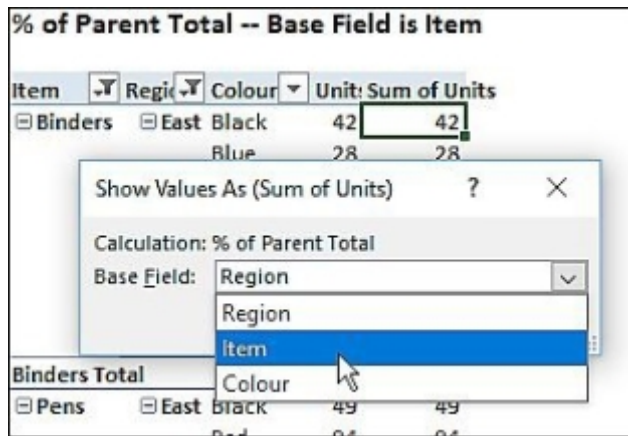 % of Parent Total -- Base Field is Item
Item Regic Colour Unit: Sum of Units
Binders East Black 42 42
Blue 28 28
Show Values As (Sum of Units) ?
Calculation: % of Parent Total
Base Field: Region
Region
Item
Colour
Binders Total
Pens East Black 49 49